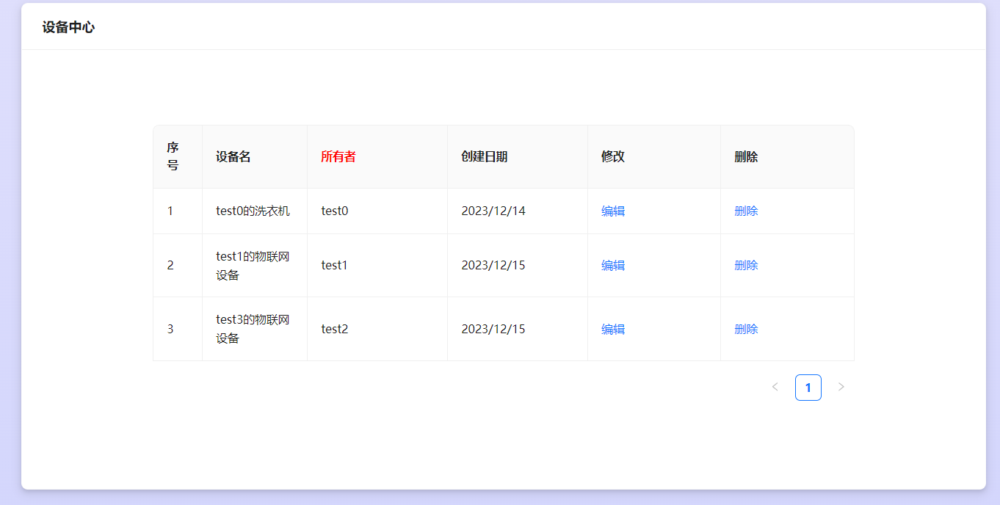 设备中心
序
号
设备名
所有者
创建日期
修改
删除
1
test0的洗衣机
test0
2023/12/14
编辑
删除
2
test1的物联网
设备
test1
2023/12/15
编辑
删除
3
test3的物联网
设备
test2
2023/12/15
编辑
删除
<
1
>